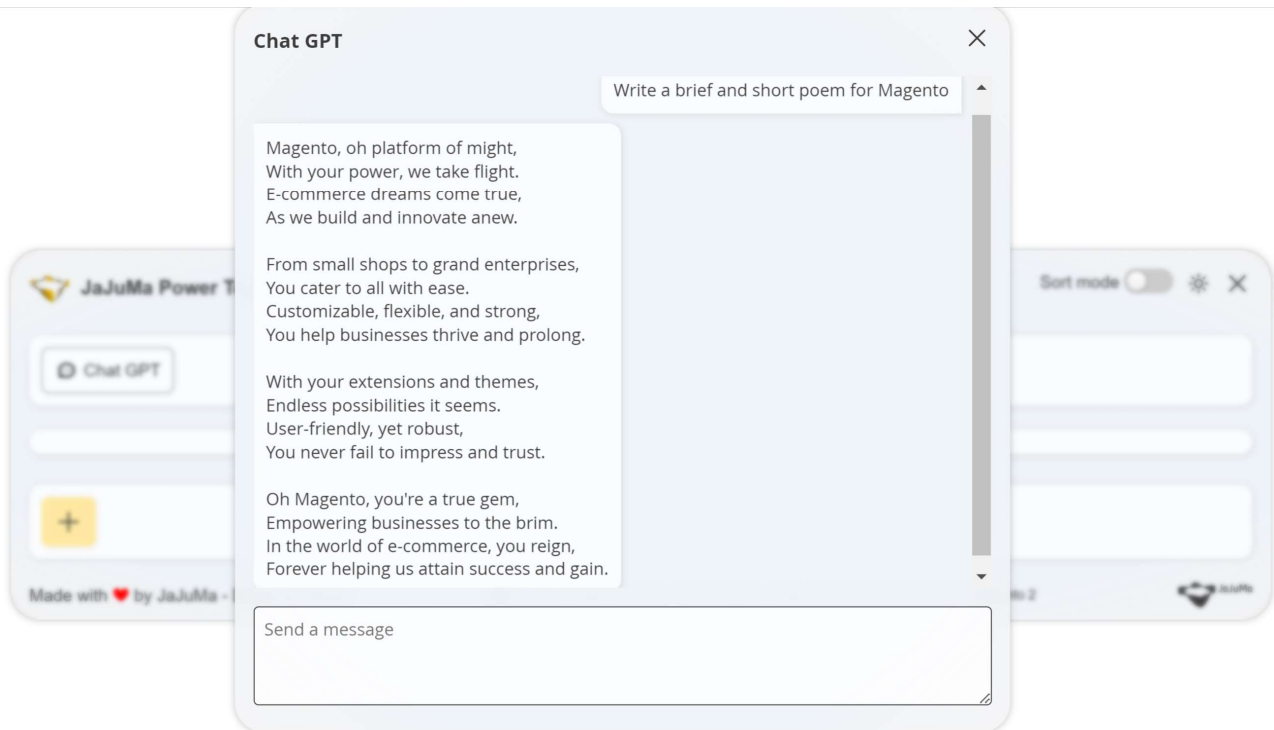 Chat GPT
Write a brief and short poem for Magento
Magento, oh platform of might,
With your power, we take flight.
E-commerce dreams come true,
As we build and innovate anew.
From small shops to grand enterprises,
You cater to all with ease.
Customizable, flexible, and strong,
You help businesses thrive and prolong.
With your extensions and themes,
Endless possibilities it seems.
User-friendly, yet robust,
You never fail to impress and trust.
Oh Magento, you're a true gem,
Empowering businesses to the brim.
In the world of e-commerce, you reign,
Forever helping us attain success and gain.
Send a message
JaJuMa Power
Sort mode
Chat GPT
+
Made with ❤ by JaJuMa -
2
JaJuMa